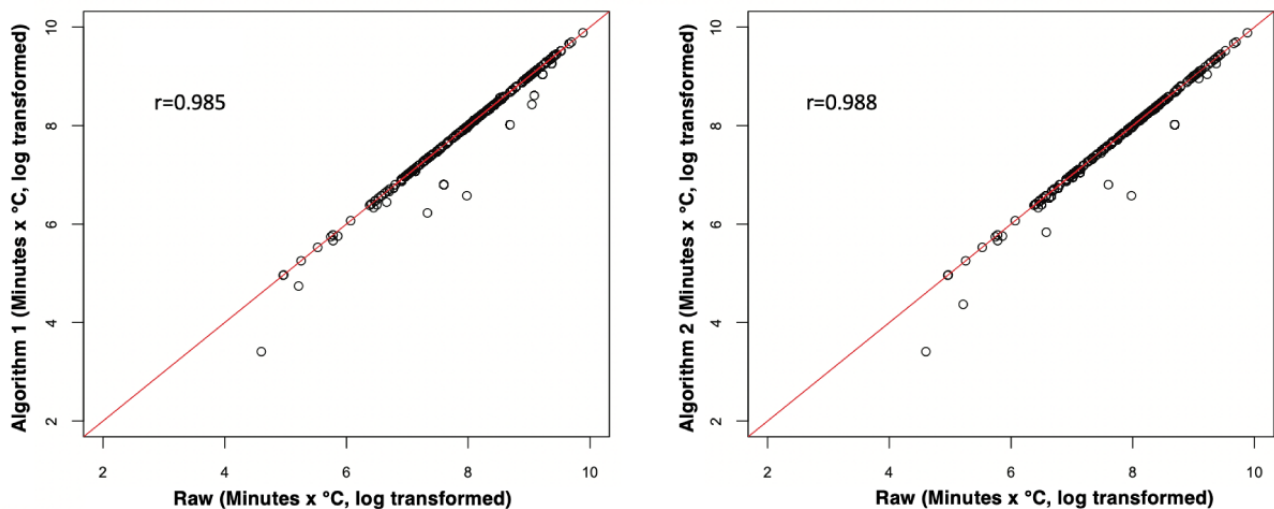 10
8
6
4
2
Algorithm 1 (Minutes x °C, log transformed)
r=0.985
2 4 6 8 10
Raw (Minutes x °C, log transformed)
10
8
6
4
2
Algorithm 2 (Minutes x °C, log transformed)
r=0.988
2 4 6 8 10
Raw (Minutes x °C, log transformed)